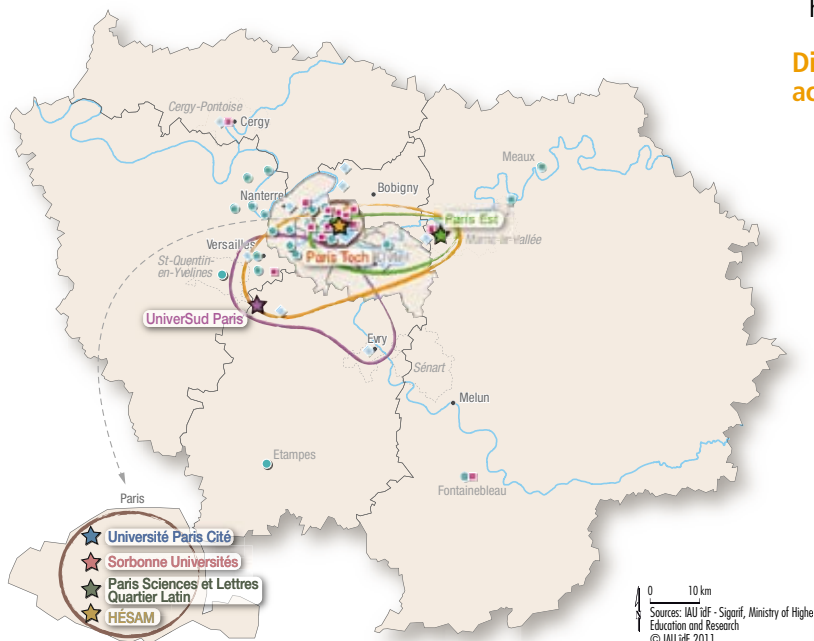 Di
ac
Cergy-Pontoise
Cergy
Meaux
Nanterre
Bobigny
Paris Est
Marne-la-Vallée
Versailles
St-Quentin-
en-Yvelines
Paris Tech
UniverSud Paris
Evry
Sénart
Melun
Etampes
Fontainebleau
Paris
Université Paris Cité
Sorbonne Universités
Paris Sciences et Lettres
Quartier Latin
HÉSAM
0 10 km
Sources: IAU îdF - Sigarif, Ministry of Highe
Education and Research
© IAU îdF 2011